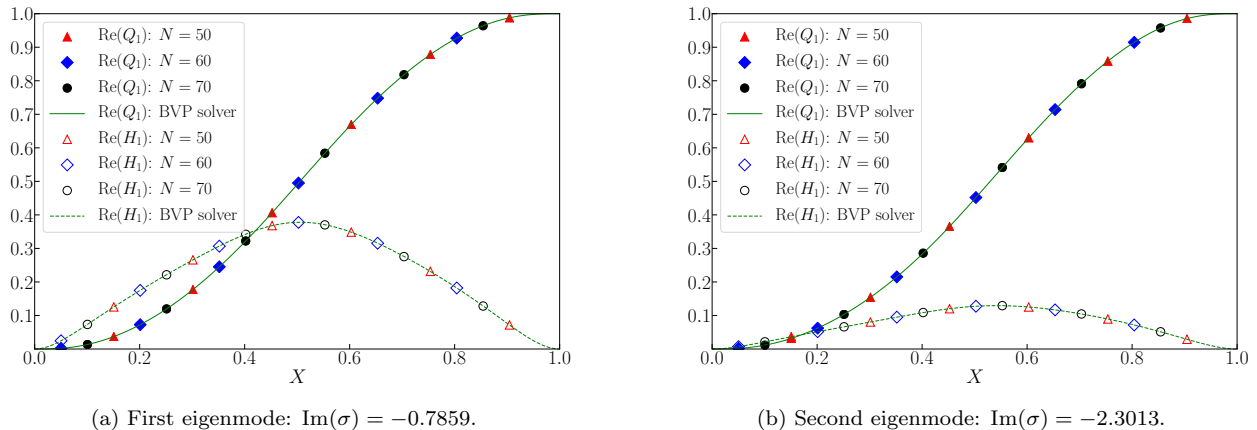 1.0
0.9
0.8
0.7
0.6
0.5
0.4
0.3
0.2
0.1
0.0 0.2 0.4 0.6 0.8 1.0
X
Re(Q₁): N = 50
Re(Q₁): N = 60
Re(Q₁): N = 70
Re(Q₁): BVP solver
Re(H₁): N = 50
Re(H₁): N = 60
Re(H₁): N = 70
Re(H₁): BVP solver
(a) First eigenmode: Im(σ) = −0.7859.
1.0
0.9
0.8
0.7
0.6
0.5
0.4
0.3
0.2
0.1
0.0 0.2 0.4 0.6 0.8 1.0
X
Re(Q₁): N = 50
Re(Q₁): N = 60
Re(Q₁): N = 70
Re(Q₁): BVP solver
Re(H₁): N = 50
Re(H₁): N = 60
Re(H₁): N = 70
Re(H₁): BVP solver
(b) Second eigenmode: Im(σ) = −2.3013.